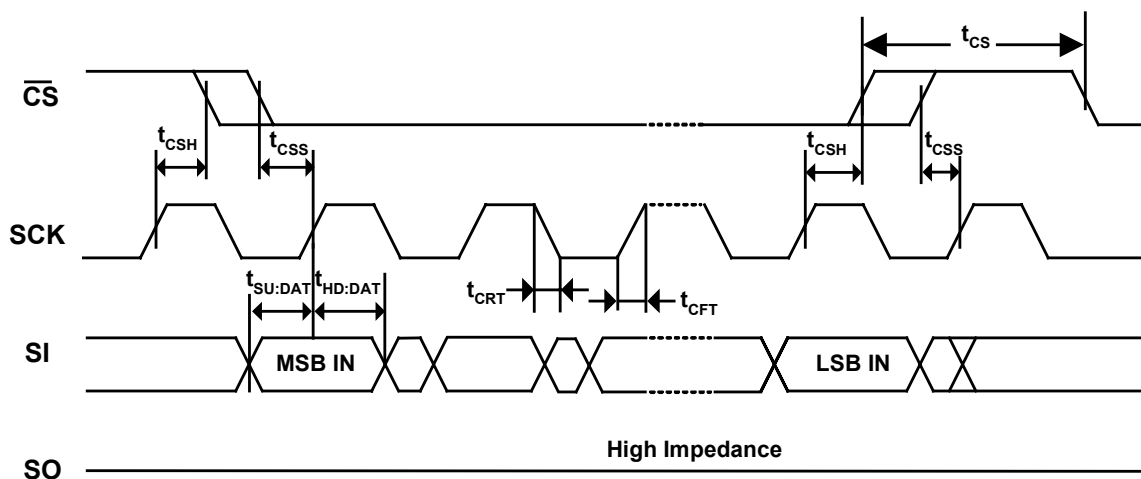 tCS
CS
tCSH
tCSS
tCSH
tCSS
SCK
tSU:DAT
tHD:DAT
tCRT
tCFT
SI
MSB IN
LSB IN
High Impedance
SO